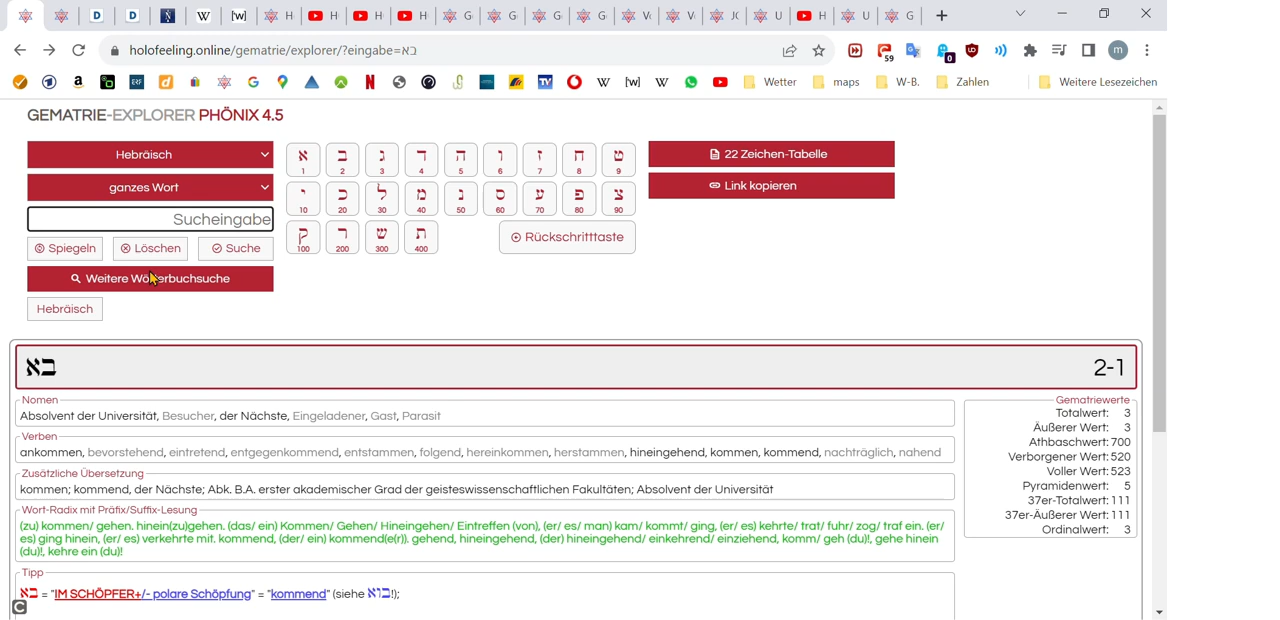 holofeeling.online/gematrie/explorer/?eingabe=בא
Wetter maps W-B. Zahlen Weitere Lesezeichen
GEMATRIE-EXPLORER PHÖNIX 4.5
Hebräisch
ganzes Wort
Sucheingabe
Spiegeln Löschen Suche
Weitere Wörterbuchsuche
Hebräisch
א ב ג ד ה ו ז ח ט
1 2 3 4 5 6 7 8 9
י כ ל מ נ ס ע פ צ
10 20 30 40 50 60 70 80 90
ק ר ש ת
100 200 300 400
Rückschritttaste
22 Zeichen-Tabelle
Link kopieren
בא 2-1
Nomen
Absolvent der Universität, Besucher, der Nächste, Eingeladener, Gast, Parasit
Verben
ankommen, bevorstehend, eintretend, entgegenkommend, entstammen, folgend, hereinkommen, herstammen, hineingehend, kommen, kommend, nachträglich, nahend
Zusätzliche Übersetzung
kommen; kommend, der Nächste; Abk. B.A. erster akademischer Grad der geisteswissenschaftlichen Fakultäten; Absolvent der Universität
Wort-Radix mit Präfix/Suffix-Lesung
(zu) kommen/ gehen. hinein(zu)gehen. (das/ ein) Kommen/ Gehen/ Hineingehen/ Eintreffen (von), (er/ es/ man) kam/ kommt/ ging, (er/ es) kehrte/ trat/ fuhr/ zog/ traf ein. (er/
es) ging hinein, (er/ es) verkehrte mit. kommend, (der/ ein) kommend(e(r)). gehend, hineingehend, (der) hineingehend/ einkehrend/ einziehend, komm/ geh (du)!, gehe hinein
(du)!, kehre ein (du)!
Tipp
בא = "IM SCHÖPFER+/- polare Schöpfung" = "kommend" (siehe בוא!);
Gematriewerte
Totalwert: 3
Äußerer Wert: 3
Athbaschwert: 700
Verborgener Wert: 520
Voller Wert: 523
Pyramidenwert: 5
37er-Totalwert: 111
37er-Äußerer Wert: 111
Ordinalwert: 3